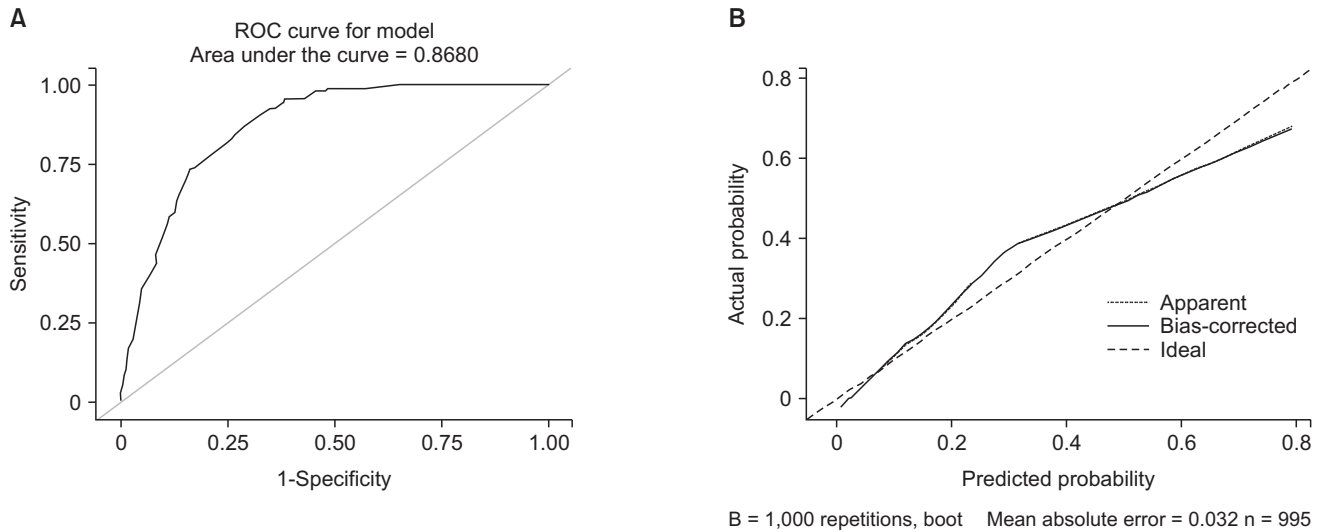 A
ROC curve for model
Area under the curve = 0.8680
1.00
0.75
0.50
0.25
0
Sensitivity
0 0.25 0.50 0.75 1.00
1-Specificity
B
0.8
0.6
0.4
0.2
0
Actual probability
Apparent
Bias-corrected
Ideal
0 0.2 0.4 0.6 0.8
Predicted probability
B = 1,000 repetitions, boot Mean absolute error = 0.032 n = 995